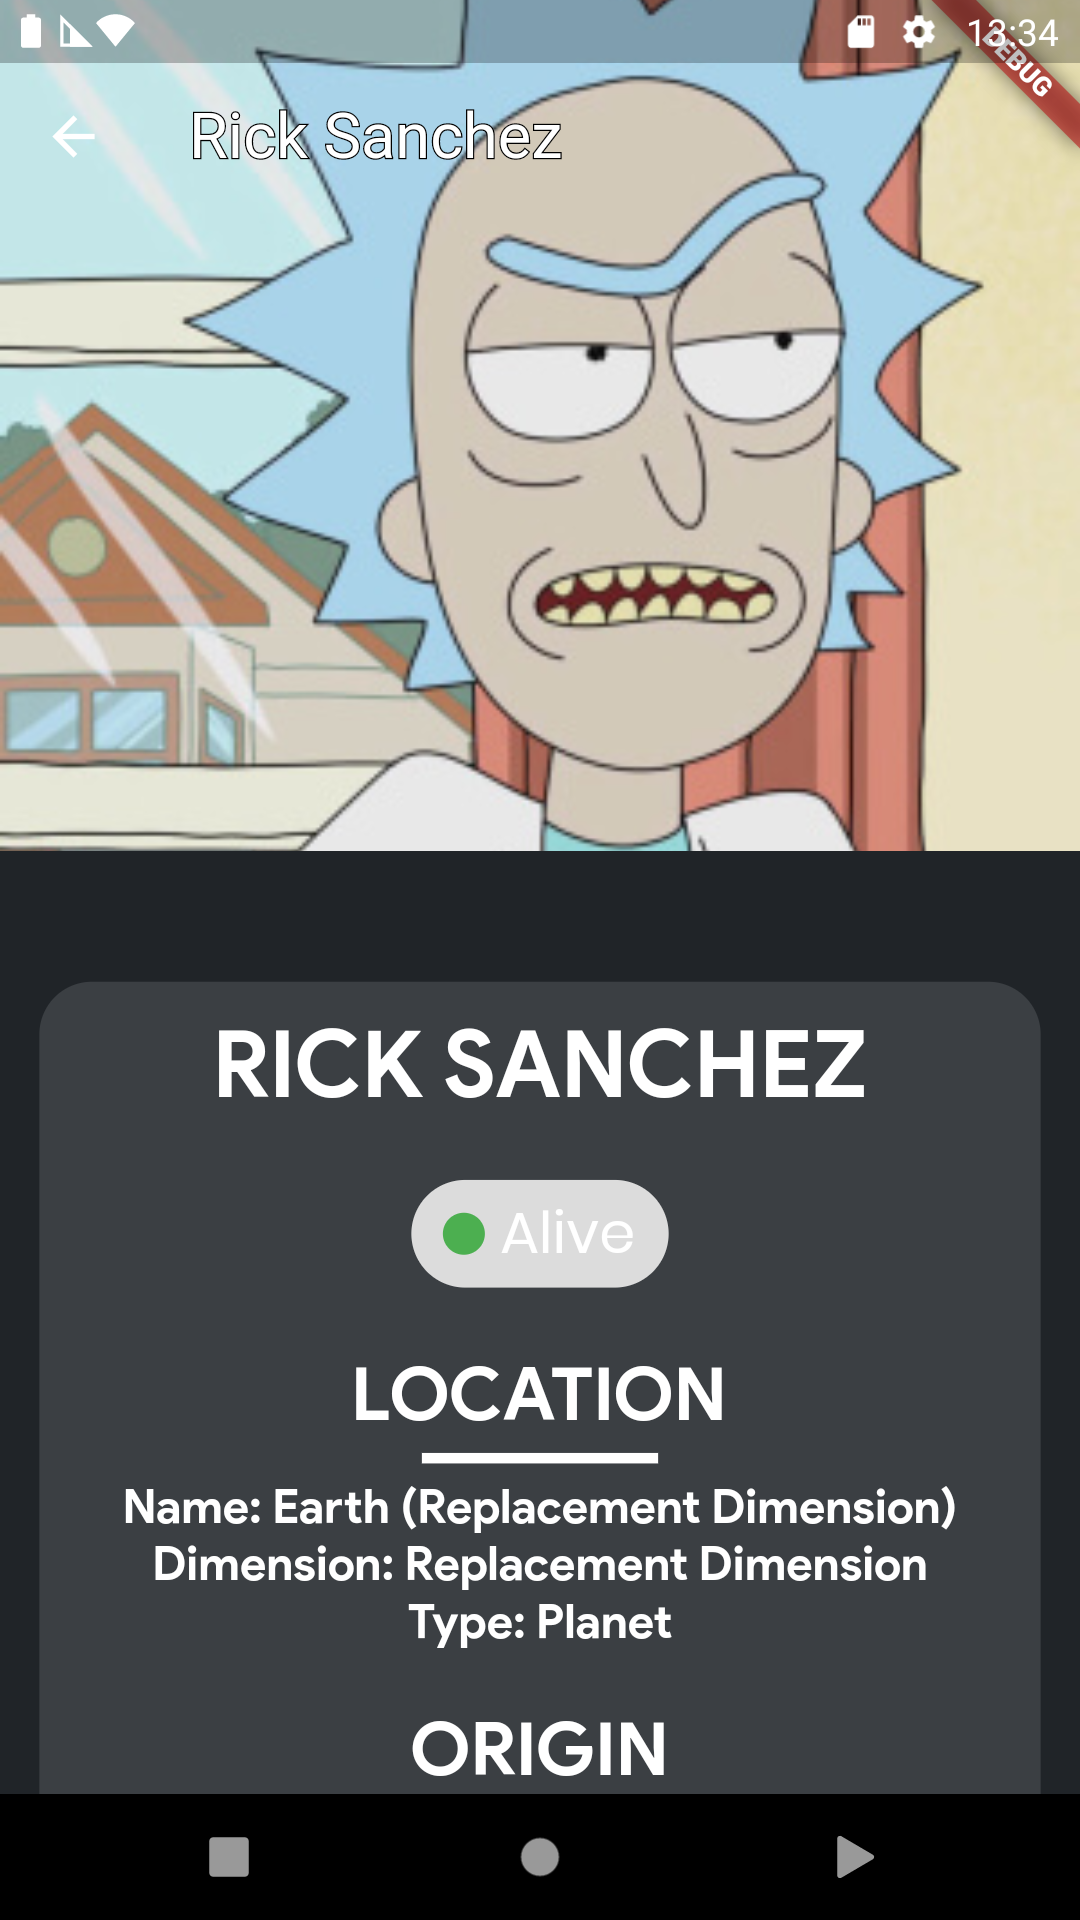 13:34
DEBUG
Rick Sanchez
RICK SANCHEZ
Alive
LOCATION
Name: Earth (Replacement Dimension)
Dimension: Replacement Dimension
Type: Planet
ORIGIN